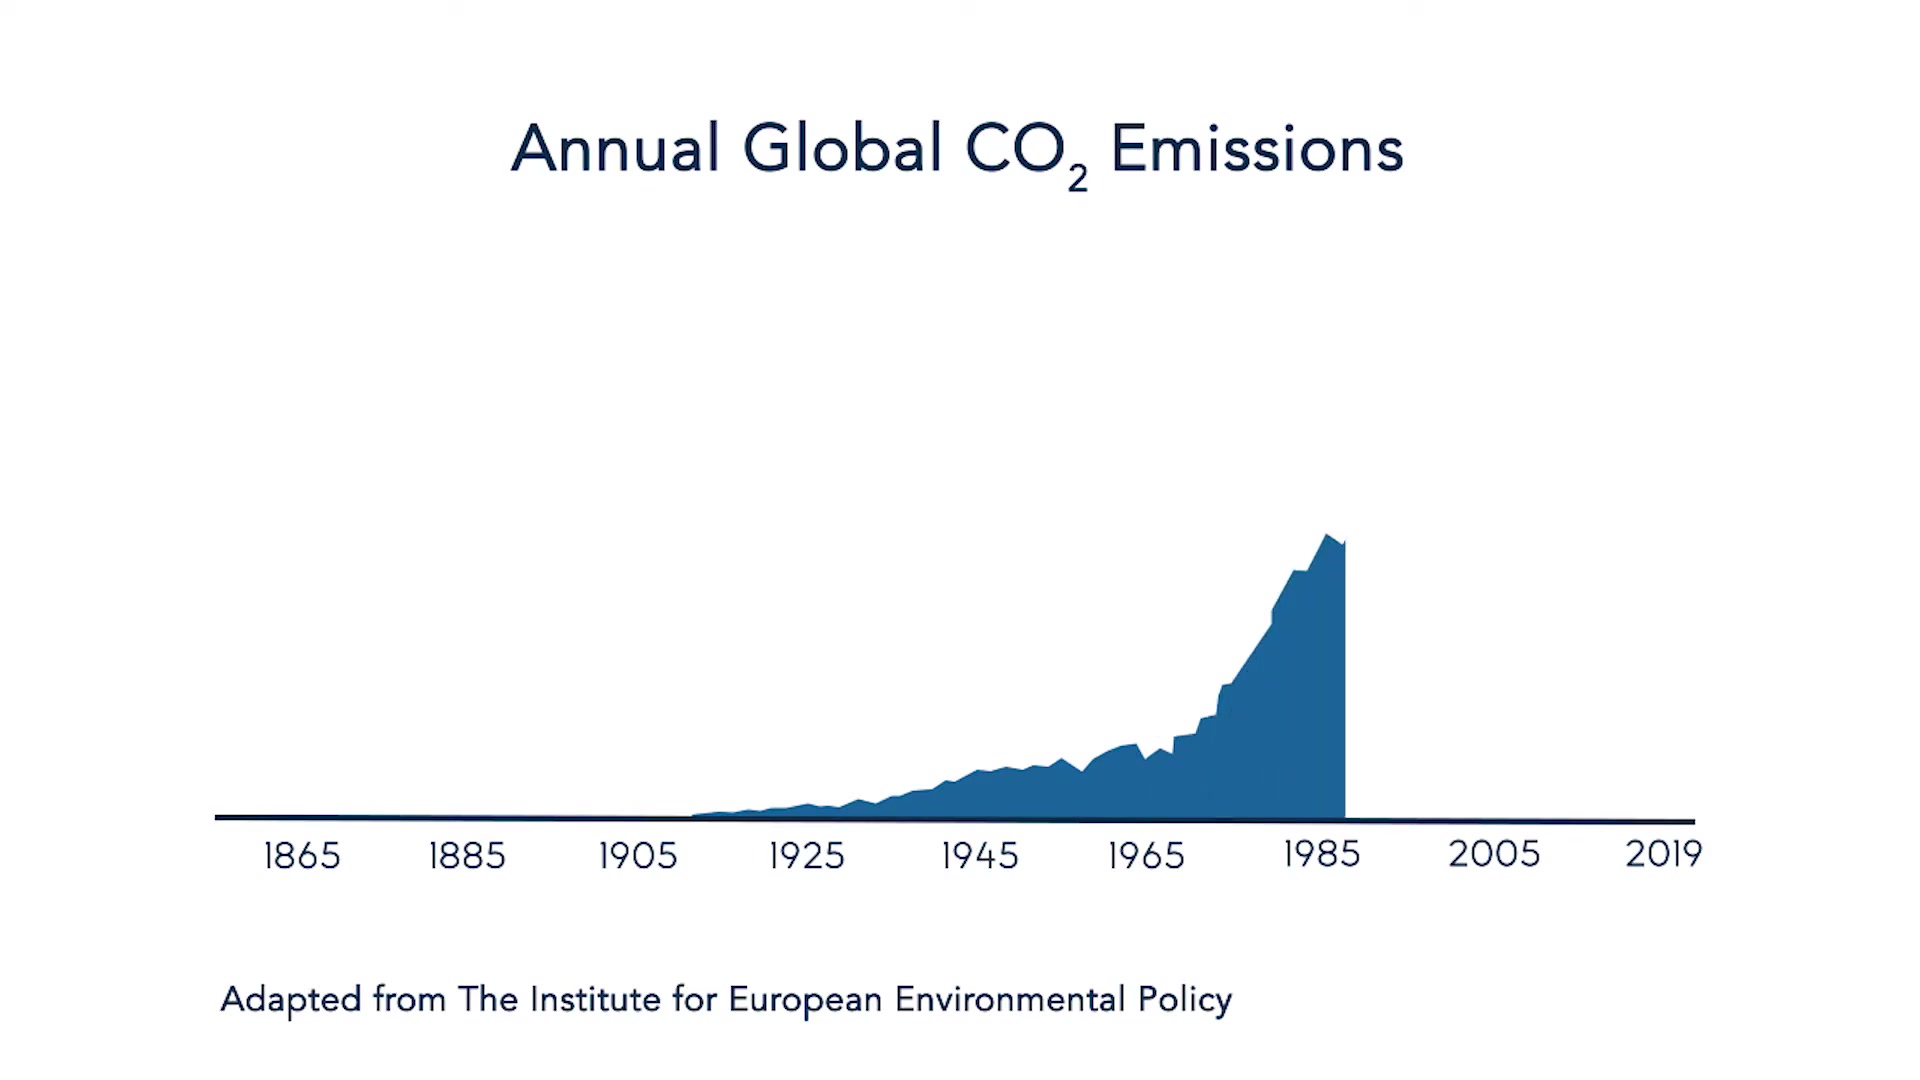 Annual Global CO₂ Emissions
1865 1885 1905 1925 1945 1965 1985 2005 2019
Adapted from The Institute for European Environmental Policy